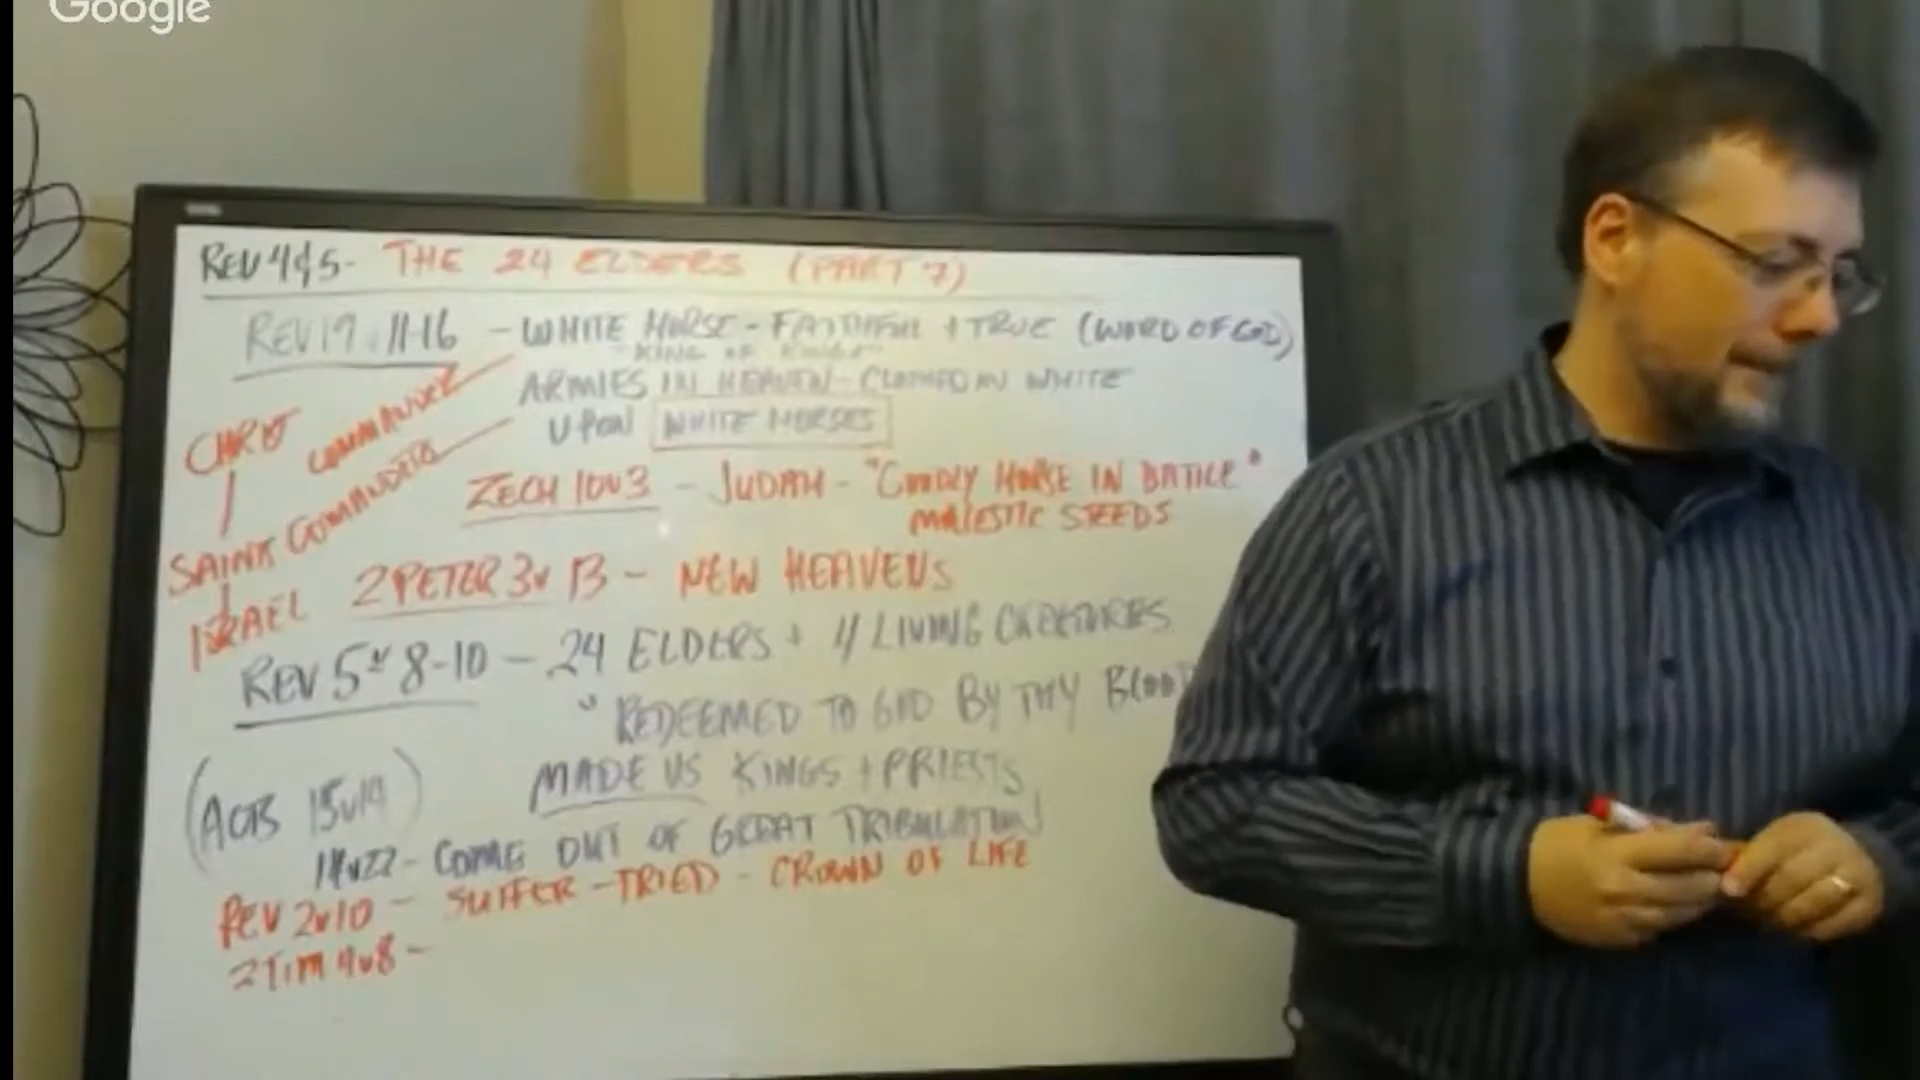 Google
REV 4&5- THE 24 ELDERS (PART 7)
REV 19v11-16 - WHITE HORSE - FAITHFUL + TRUE (WORD OF GOD)
"KING OF KINGS"
ARMIES IN HEAVEN - CLOTHED IN WHITE
UPON WHITE HORSES
CHRIST
COMMANDER
SAINTS COMMANDERS
ISRAEL
ZECH 10v3 - JUDAH - "GOODLY HORSE IN BATTLE"
MAJESTIC STEEDS
2 PETER 3v13 - NEW HEAVENS
REV 5v8-10 - 24 ELDERS + 4 LIVING CREATURES
"REDEEMED TO GOD BY THY BLOOD
MADE US KINGS + PRIESTS
(ACTS 15v19)
14v22- COME OUT OF GREAT TRIBULATION
REV 2v10 - SUFFER - TRIED - CROWN OF LIFE
2 TIM 4v8 -